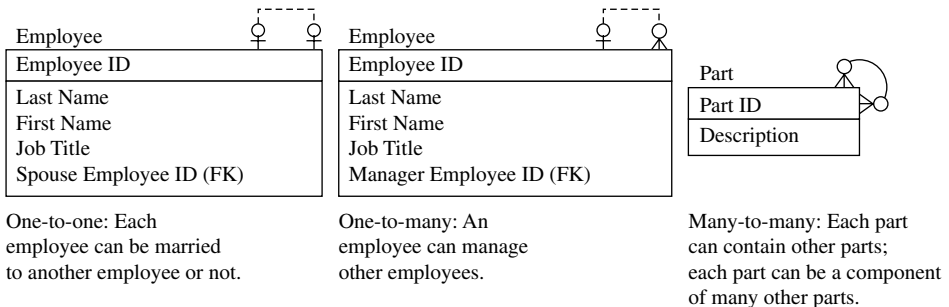 Employee
Employee ID
Last Name
First Name
Job Title
Spouse Employee ID (FK)
One-to-one: Each
employee can be married
to another employee or not.
Employee
Employee ID
Last Name
First Name
Job Title
Manager Employee ID (FK)
One-to-many: An
employee can manage
other employees.
Part
Part ID
Description
Many-to-many: Each part
can contain other parts;
each part can be a component
of many other parts.